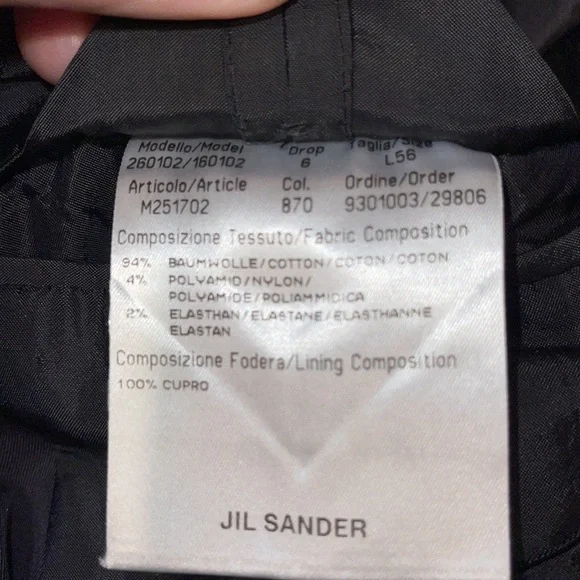 Modello/Model Drop Taglia/Size
260102/160102 6 L56
Articolo/Article Col. Ordine/Order
M251702 870 9301003/29806
Composizione Tessuto/Fabric Composition
94% BAUMWOLLE/COTTON/COTON/COTON
4% POLYAMID/NYLON/
POLYAMIDE/POLIAMMIDICA
2% ELASTHAN/ELASTANE/ELASTHANNE
ELASTAN
Composizione Fodera/Lining Composition
100% CUPRO
JIL SANDER